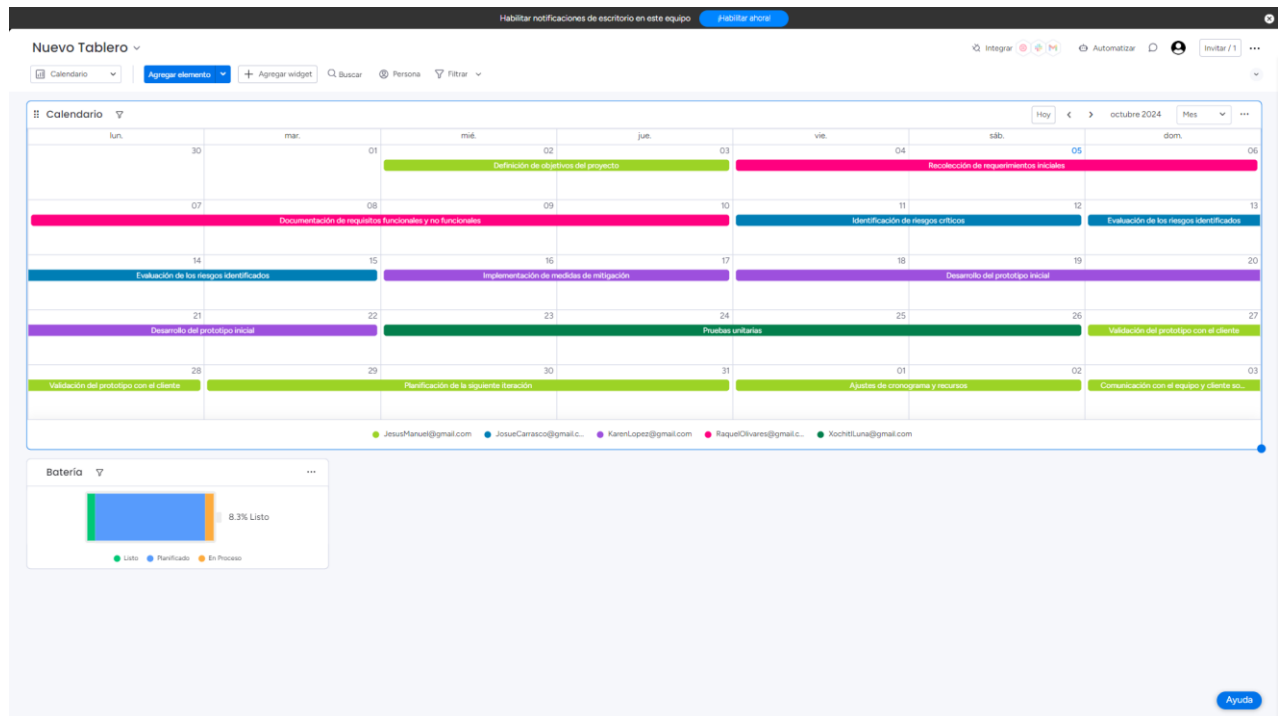 Habilitar notificaciones de escritorio en este equipo ¡Habilitar ahora!
Nuevo Tablero
Integrar Automatizar Invitar / 1
Calendario Agregar elemento Agregar widget Buscar Persona Filtrar
Calendario Hoy octubre 2024 Mes
lun. mar. mié. jue. vie. sáb. dom.
30 01 02 03 04 05 06
Definición de objetivos del proyecto Recolección de requerimientos iniciales
07 08 09 10 11 12 13
Documentación de requisitos funcionales y no funcionales Identificación de riesgos críticos Evaluación de los riesgos identificados
14 15 16 17 18 19 20
Evaluación de los riesgos identificados Implementación de medidas de mitigación Desarrollo del prototipo inicial
21 22 23 24 25 26 27
Desarrollo del prototipo inicial Pruebas unitarias Validación del prototipo con el cliente
28 29 30 31 01 02 03
Validación del prototipo con el cliente Planificación de la siguiente iteración Ajustes de cronograma y recursos Comunicación con el equipo y cliente so...
JesusManuel@gmail.com JosueCarrasco@gmail.c... KarenLopez@gmail.com RaquelOlivares@gmail.c... XochitlLuna@gmail.com
Batería
8.3% Listo
Listo Planificado En Proceso
Ayuda